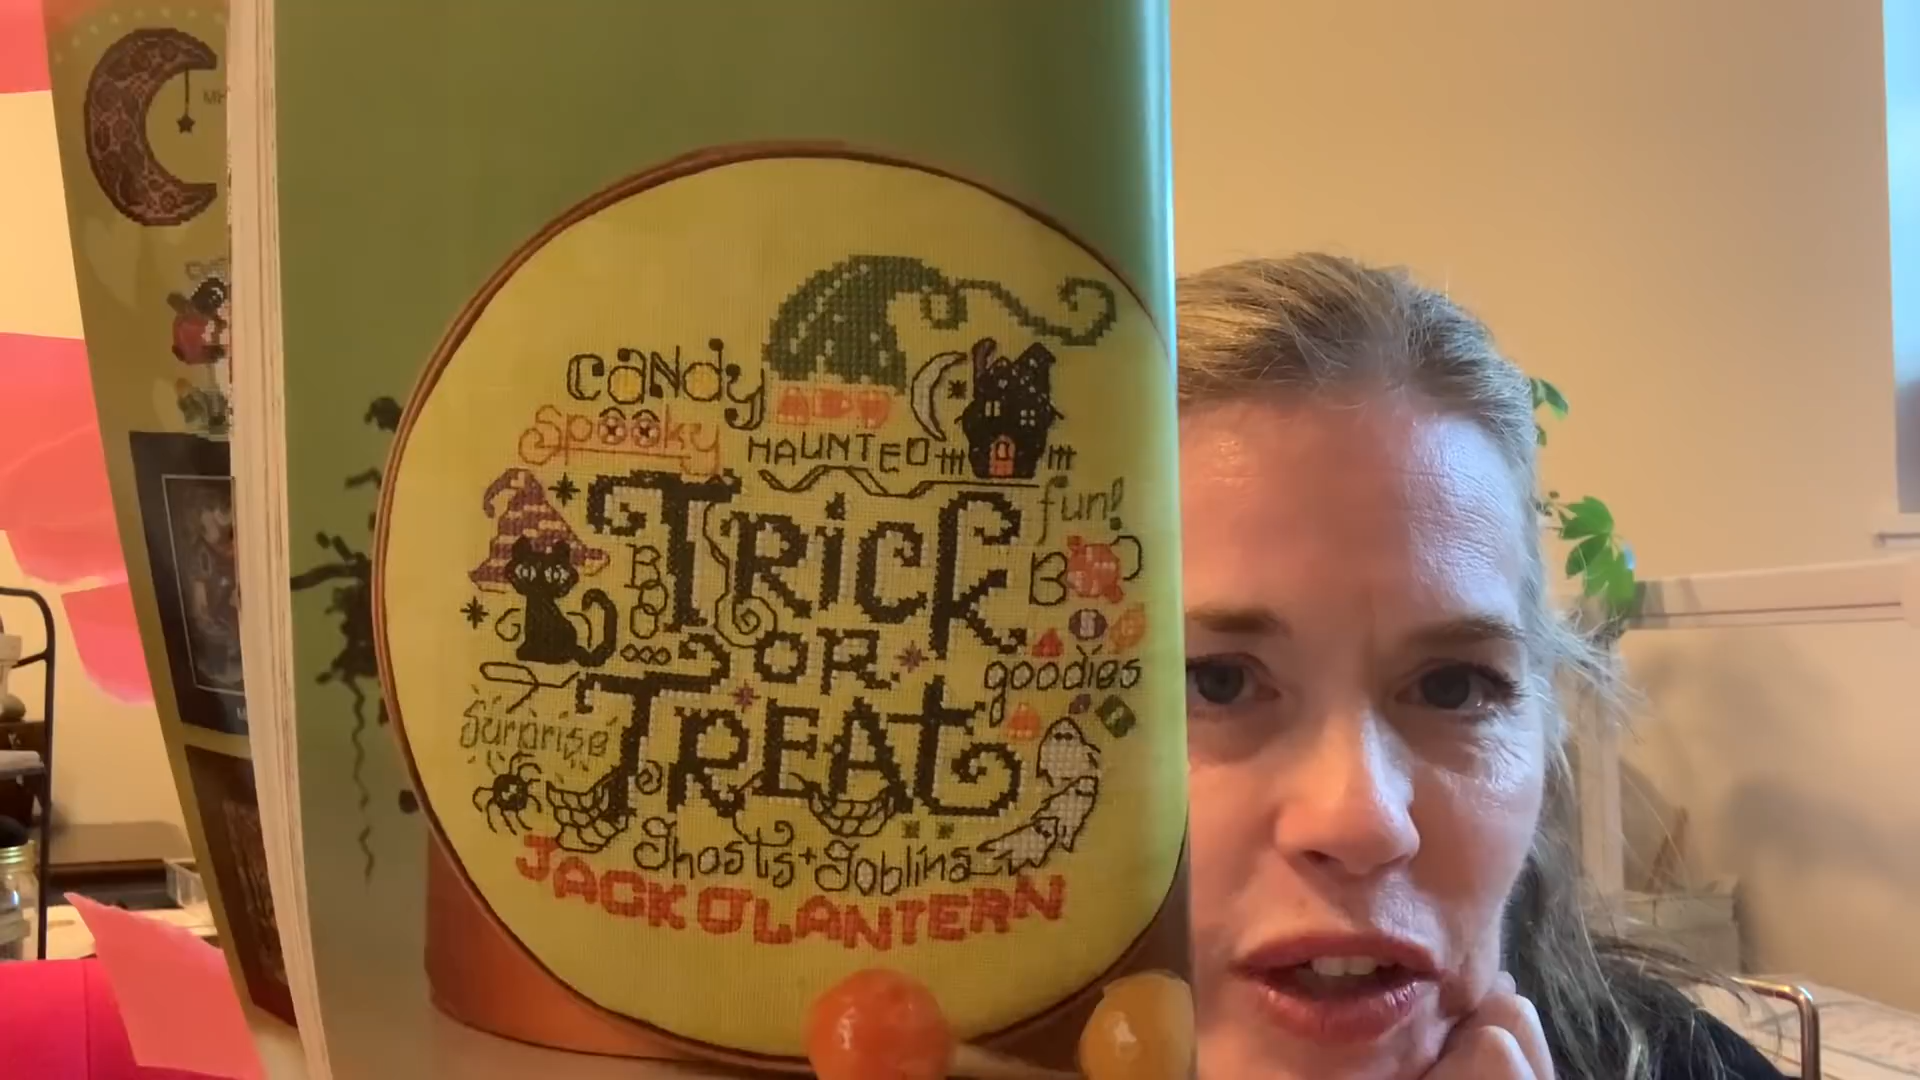 candy
Spooky
HAUNTED
fun!
TRick
BOO
BOO
OR
goodies
TREAt
Surprise
Ghosts + Goblins
JACK O'LANTERN